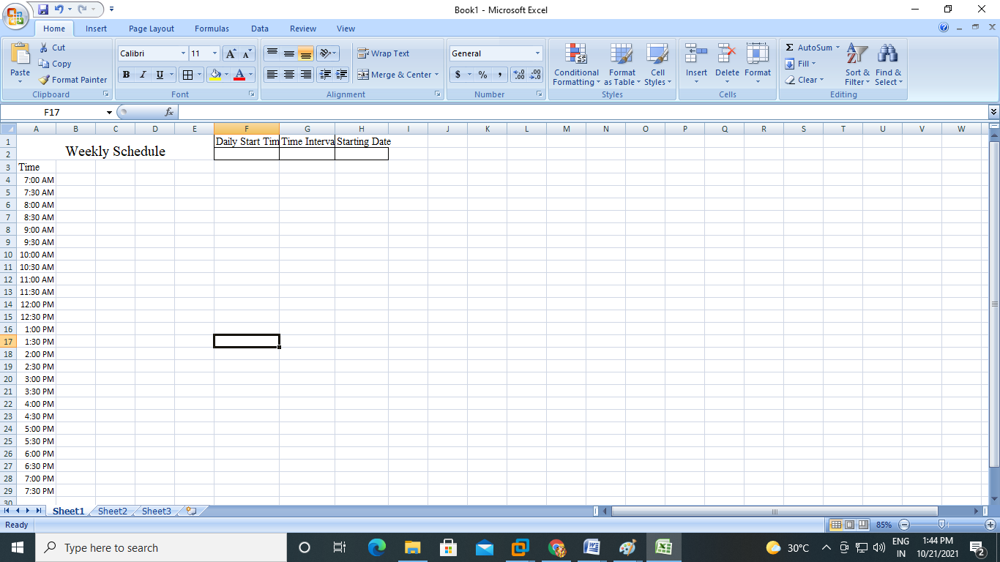 Book1 - Microsoft Excel
Home Insert Page Layout Formulas Data Review View
Paste Cut Copy Format Painter
Calibri 11
B I U A A A
Wrap Text
Merge & Center
General
$ % ,
Conditional Formatting Format as Table Cell Styles
Insert Delete Format
Σ AutoSum Fill Clear
Sort & Filter Find & Select
Clipboard Font Alignment Number Styles Cells Editing
F17 fx
A B C D E F G H I J K L M N O P Q R S T U V W
1 Daily Start Tim Time Interva Starting Date
2 Weekly Schedule
3 Time
4 7:00 AM
5 7:30 AM
6 8:00 AM
7 8:30 AM
8 9:00 AM
9 9:30 AM
10 10:00 AM
11 10:30 AM
12 11:00 AM
13 11:30 AM
14 12:00 PM
15 12:30 PM
16 1:00 PM
17 1:30 PM
18 2:00 PM
19 2:30 PM
20 3:00 PM
21 3:30 PM
22 4:00 PM
23 4:30 PM
24 5:00 PM
25 5:30 PM
26 6:00 PM
27 6:30 PM
28 7:00 PM
29 7:30 PM
30
Sheet1 Sheet2 Sheet3
Ready 85%
Type here to search
30°C
ENG
IN
1:44 PM
10/21/2021
2